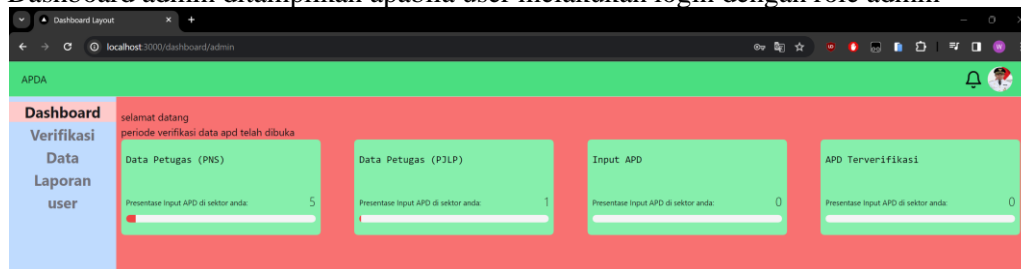 Dashboard admin ditampilkan apabila user melakukan login dengan role admin
Dashboard Layout
localhost:3000/dashboard/admin
APDA
Dashboard
Verifikasi
Data
Laporan
user
selamat datang
periode verifikasi data apd telah dibuka
Data Petugas (PNS)
Presentase Input APD di sektor anda: 5
Data Petugas (PJLP)
Presentase Input APD di sektor anda: 1
Input APD
Presentase Input APD di sektor anda: 0
APD Terverifikasi
Presentase Input APD di sektor anda: 0